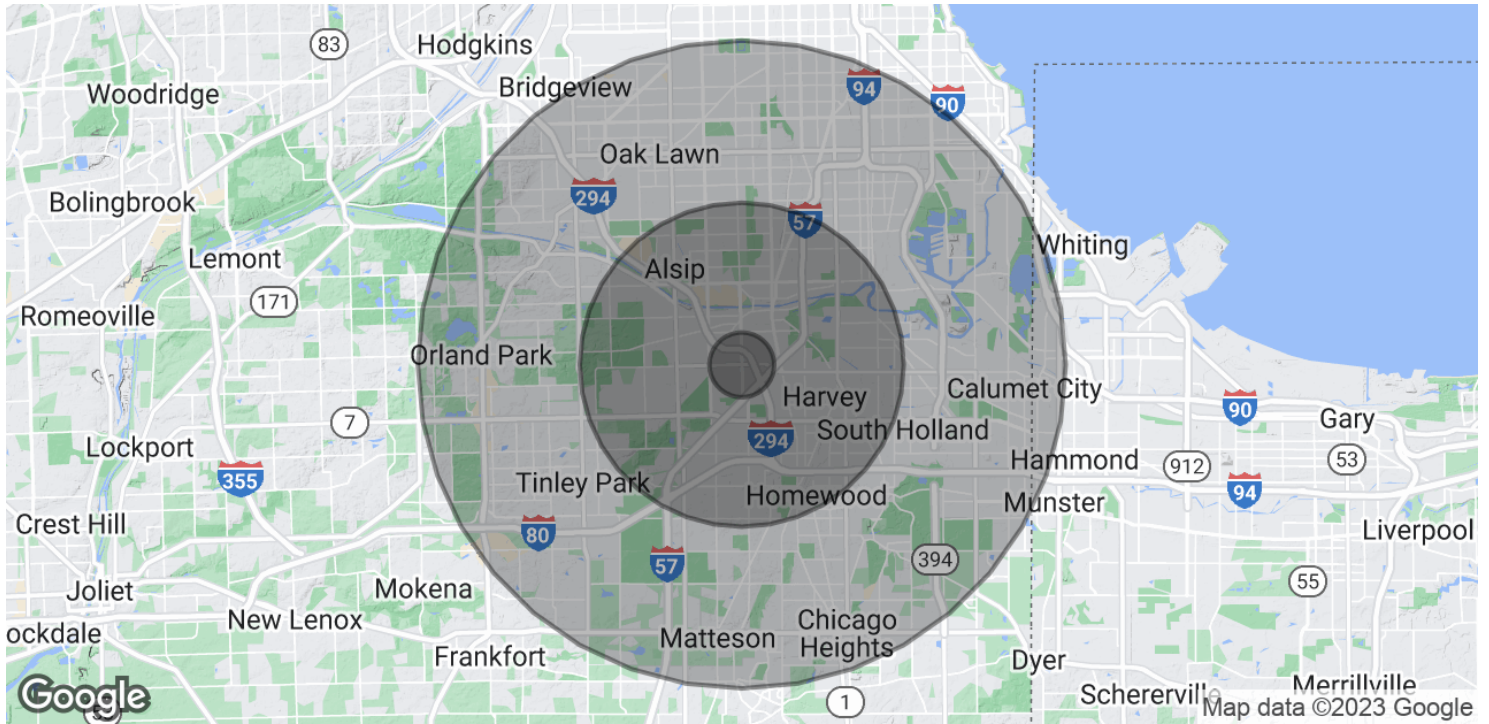 83
Hodgkins
Woodridge
Bridgeview
94
90
Oak Lawn
294
Bolingbrook
57
Whiting
Lemont
Alsip
171
Romeoville
Orland Park
Harvey
Calumet City
90
7
South Holland
Gary
Lockport
294
Hammond
53
912
355
Tinley Park
Homewood
94
Munster
Crest Hill
80
Liverpool
57
394
55
Joliet
Mokena
New Lenox
Chicago
Heights
ockdale
Matteson
Frankfort
Dyer
Google
1
Schererville
Merrillville
Map data ©2023 Google